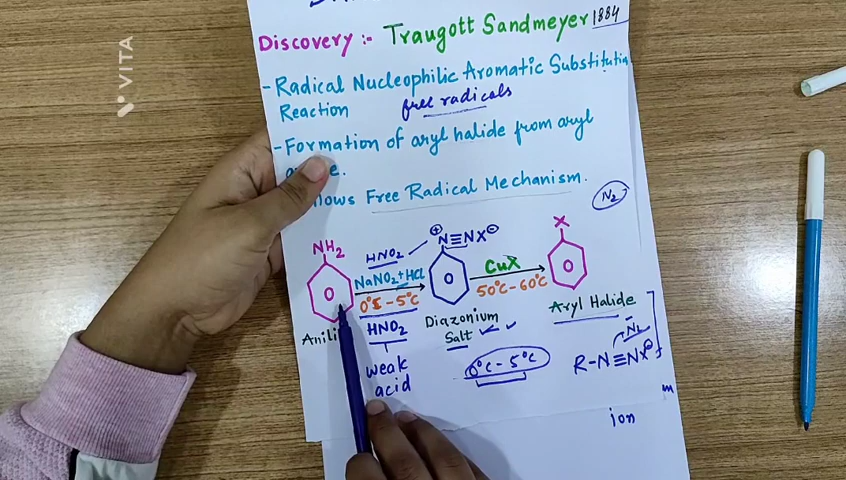 VITA
Discovery :- Traugott Sandmeyer 1884
- Radical Nucleophilic Aromatic Substitution
Reaction free radicals
- Formation of aryl halide from aryl
Free Radical Mechanism.
N2
NH2 HNO2 ⊕ N≡NX⊖ X
NaNO2+HCl CuX
0°C-5°C 50°C-60°C
HNO2 Diazonium Aryl Halide
Salt
weak 0°C-5°C R-N≡NX⊖ N2
acid
ion